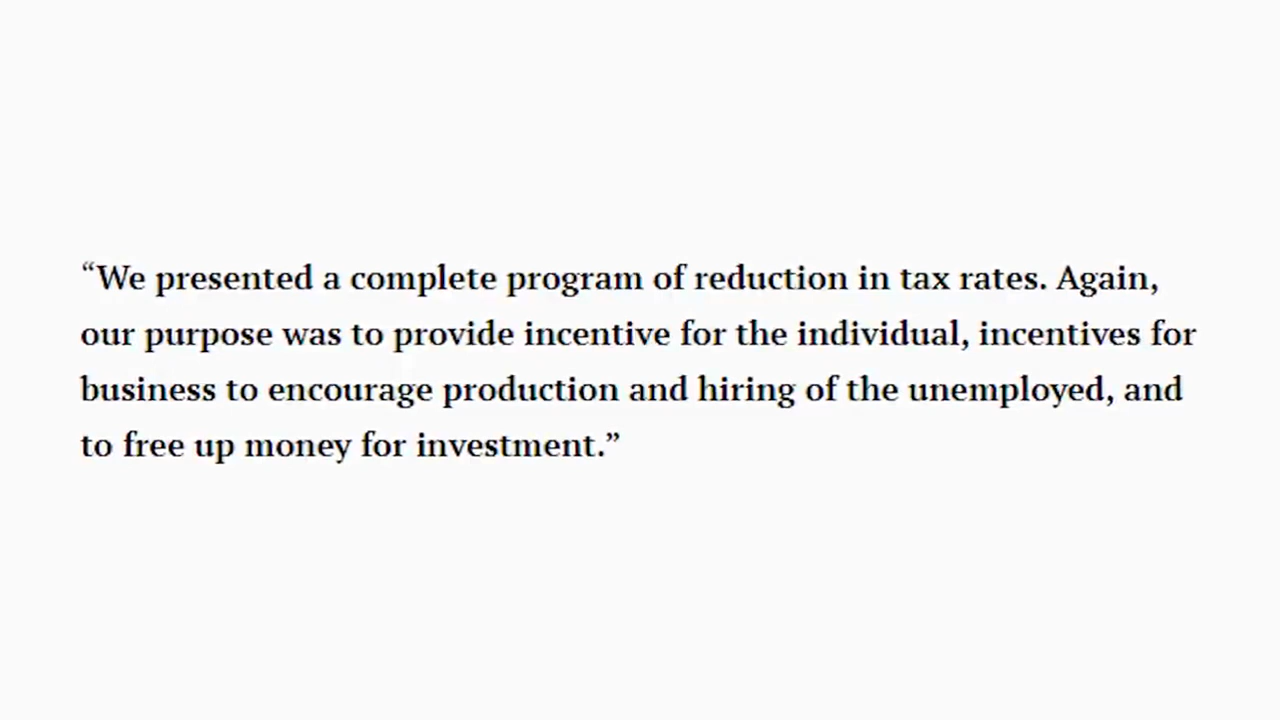 “We presented a complete program of reduction in tax rates. Again,
our purpose was to provide incentive for the individual, incentives for
business to encourage production and hiring of the unemployed, and
to free up money for investment.”